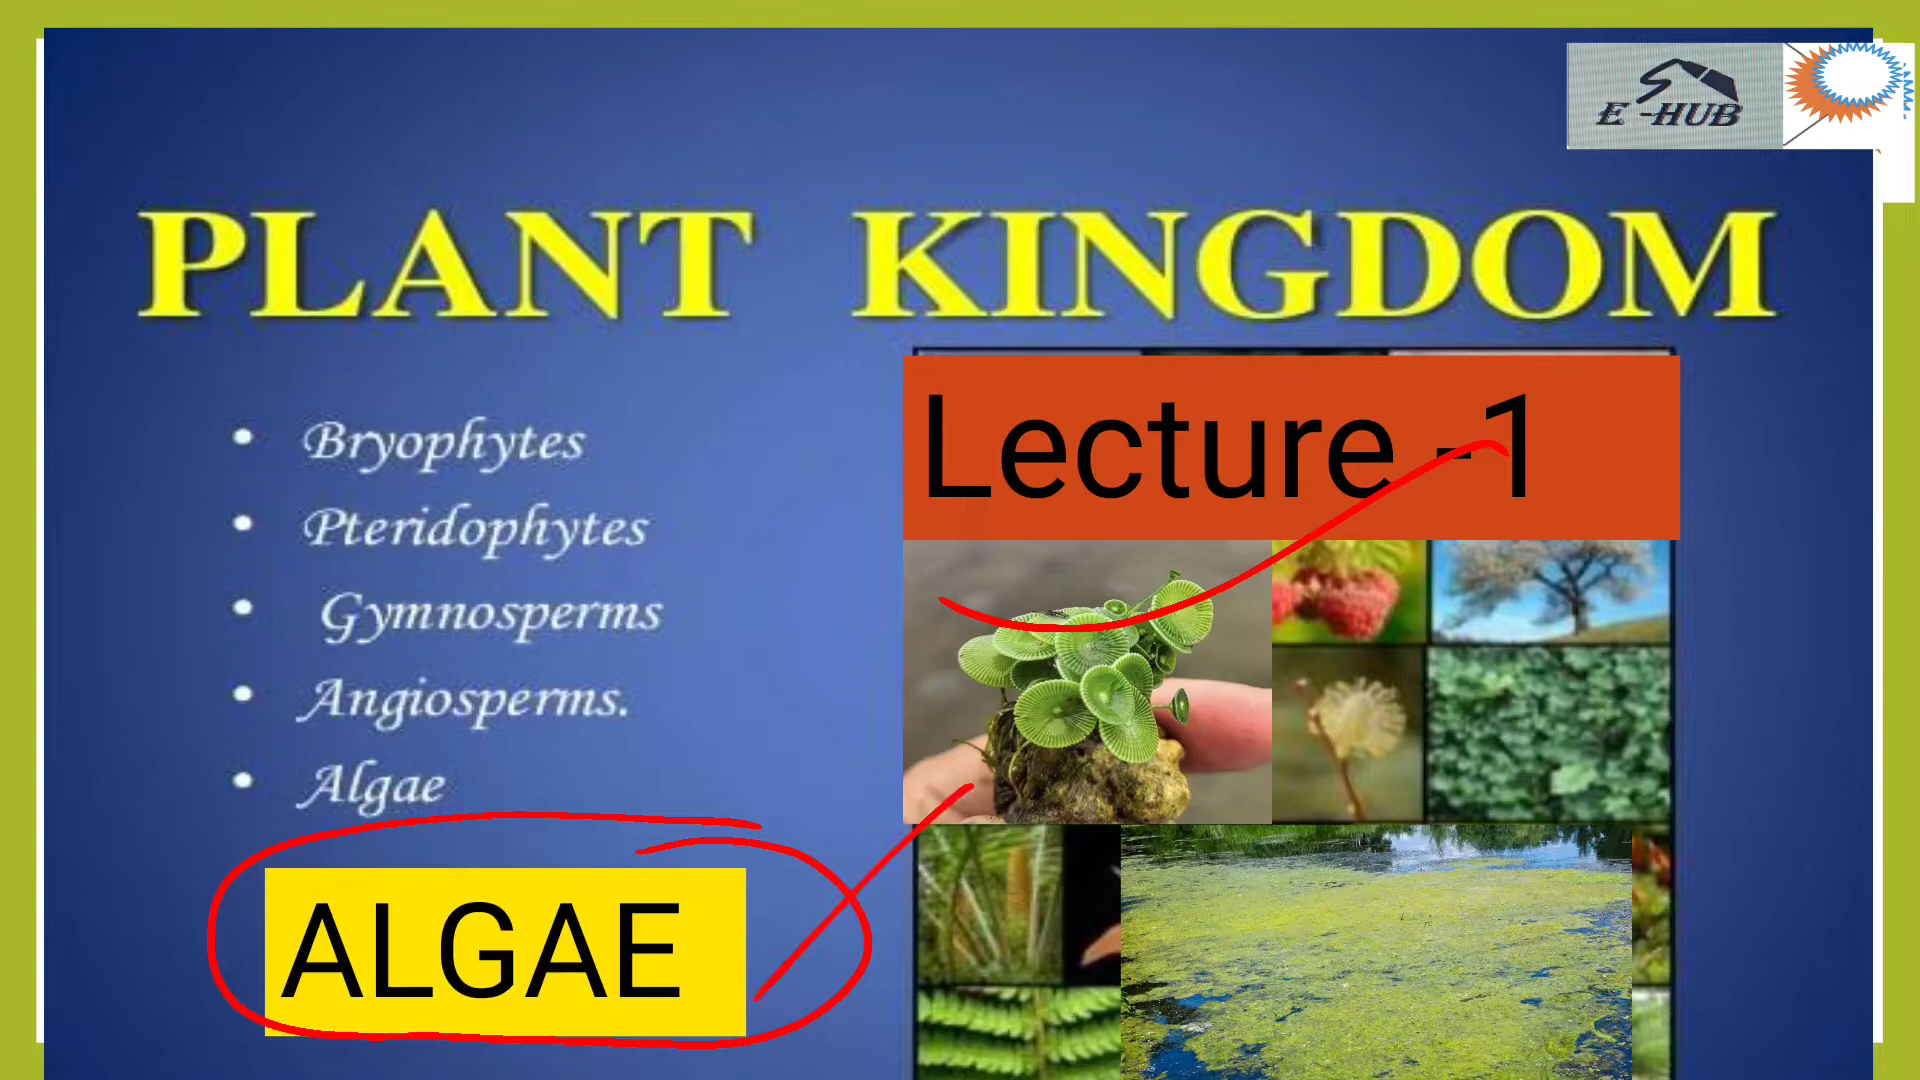 E-HUB
PLANT KINGDOM
Lecture -1
• Bryophytes
• Pteridophytes
• Gymnosperms
• Angiosperms.
• Algae
ALGAE